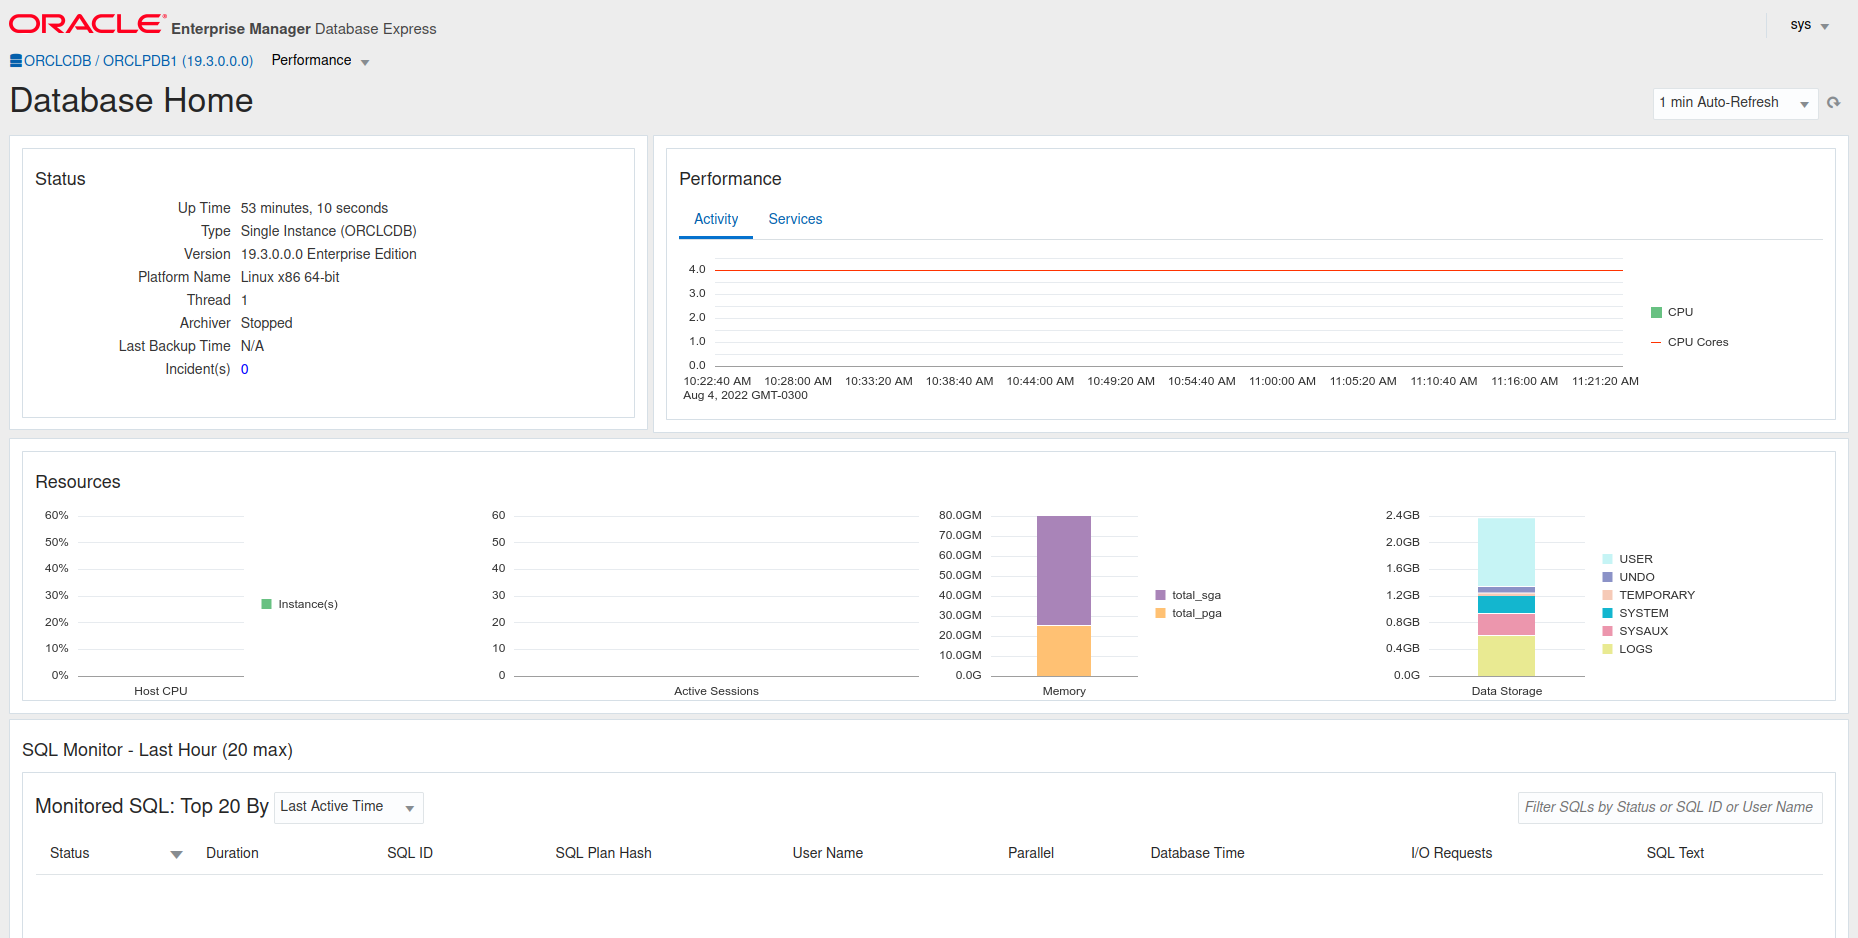 ORACLE® Enterprise Manager Database Express
sys
ORCLCDB / ORCLPDB1 (19.3.0.0.0) Performance
Database Home
1 min Auto-Refresh
Status
Up Time 53 minutes, 10 seconds
Type Single Instance (ORCLCDB)
Version 19.3.0.0.0 Enterprise Edition
Platform Name Linux x86 64-bit
Thread 1
Archiver Stopped
Last Backup Time N/A
Incident(s) 0
Performance
Activity Services
4.0
3.0
2.0
1.0
0.0
10:22:40 AM 10:28:00 AM 10:33:20 AM 10:38:40 AM 10:44:00 AM 10:49:20 AM 10:54:40 AM 11:00:00 AM 11:05:20 AM 11:10:40 AM 11:16:00 AM 11:21:20 AM
Aug 4, 2022 GMT-0300
CPU
CPU Cores
Resources
60%
50%
40%
30%
20%
10%
0%
Host CPU
Instance(s)
60
50
40
30
20
10
0
Active Sessions
80.0GM
70.0GM
60.0GM
50.0GM
40.0GM
30.0GM
20.0GM
10.0GM
0.0G
Memory
total_sga
total_pga
2.4GB
2.0GB
1.6GB
1.2GB
0.8GB
0.4GB
0.0G
Data Storage
USER
UNDO
TEMPORARY
SYSTEM
SYSAUX
LOGS
SQL Monitor - Last Hour (20 max)
Monitored SQL: Top 20 By Last Active Time
Filter SQLs by Status or SQL ID or User Name
Status Duration SQL ID SQL Plan Hash User Name Parallel Database Time I/O Requests SQL Text